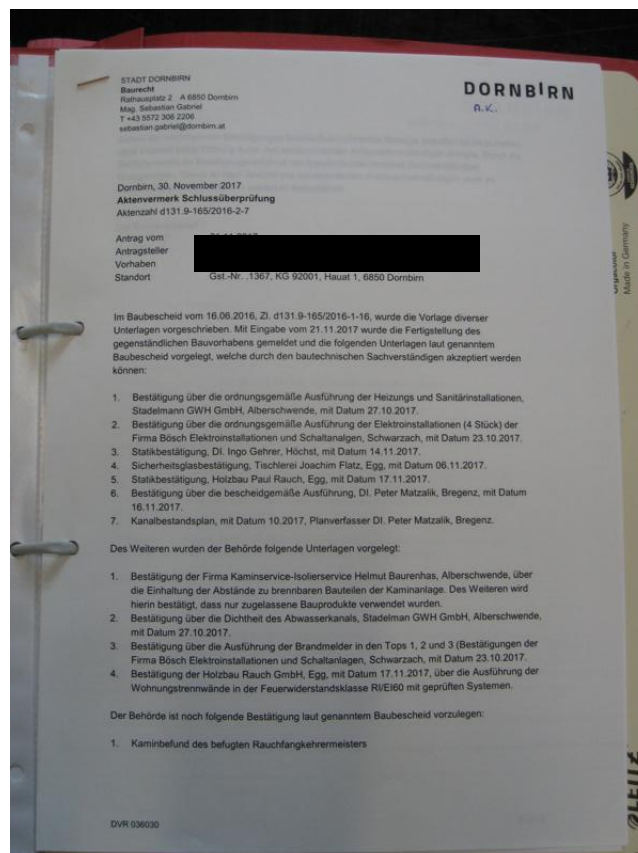 STADT DORNBIRN
Baurecht
Rathausplatz 2 A 6850 Dornbirn
Mag. Sebastian Gabriel
T +43 5572 306 2206
sebastian.gabriel@dornbirn.at
DORNBIRN
A.K.
Dornbirn, 30. November 2017
Aktenvermerk Schlussüberprüfung
Aktenzahl d131.9-165/2016-2-7
Antrag vom
Antragsteller
Vorhaben
Standort Gst.-Nr. .1367, KG 92001, Hauat 1, 6850 Dornbirn
Im Baubescheid vom 16.06.2016, Zl. d131.9-165/2016-1-16, wurde die Vorlage diverser
Unterlagen vorgeschrieben. Mit Eingabe vom 21.11.2017 wurde die Fertigstellung des
gegenständlichen Bauvorhabens gemeldet und die folgenden Unterlagen laut genanntem
Baubescheid vorgelegt, welche durch den bautechnischen Sachverständigen akzeptiert werden
können:
1. Bestätigung über die ordnungsgemäße Ausführung der Heizungs und Sanitärinstallationen,
Stadelmann GWH GmbH, Alberschwende, mit Datum 27.10.2017.
2. Bestätigung über die ordnungsgemäße Ausführung der Elektroinstallationen (4 Stück) der
Firma Bösch Elektroinstallationen und Schaltanalgen, Schwarzach, mit Datum 23.10.2017.
3. Statikbestätigung, DI. Ingo Gehrer, Höchst, mit Datum 14.11.2017.
4. Sicherheitsglasbestätigung, Tischlerei Joachim Flatz, Egg, mit Datum 06.11.2017.
5. Statikbestätigung, Holzbau Paul Rauch, Egg, mit Datum 17.11.2017.
6. Bestätigung über die bescheidgemäße Ausführung, DI. Peter Matzalik, Bregenz, mit Datum
16.11.2017.
7. Kanalbestandsplan, mit Datum 10.2017, Planverfasser DI. Peter Matzalik, Bregenz.
Des Weiteren wurden der Behörde folgende Unterlagen vorgelegt:
1. Bestätigung der Firma Kaminservice-Isolierservice Helmut Baurenhas, Alberschwende, über
die Einhaltung der Abstände zu brennbaren Bauteilen der Kaminanlage. Des Weiteren wird
hierin bestätigt, dass nur zugelassene Bauprodukte verwendet wurden.
2. Bestätigung über die Dichtheit des Abwasserkanals, Stadelman GWH GmbH, Alberschwende,
mit Datum 27.10.2017.
3. Bestätigung über die Ausführung der Brandmelder in den Tops 1, 2 und 3 (Bestätigungen der
Firma Bösch Elektroinstallationen und Schaltanlagen, Schwarzach, mit Datum 23.10.2017.
4. Bestätigung der Holzbau Rauch GmbH, Egg, mit Datum 17.11.2017, über die Ausführung der
Wohnungstrennwände in der Feuerwiderstandsklasse RI/EI60 mit geprüften Systemen.
Der Behörde ist noch folgende Bestätigung laut genanntem Baubescheid vorzulegen:
1. Kaminbefund des befugten Rauchfangkehrermeisters
DVR 036030
Made in Germany
LEITZ